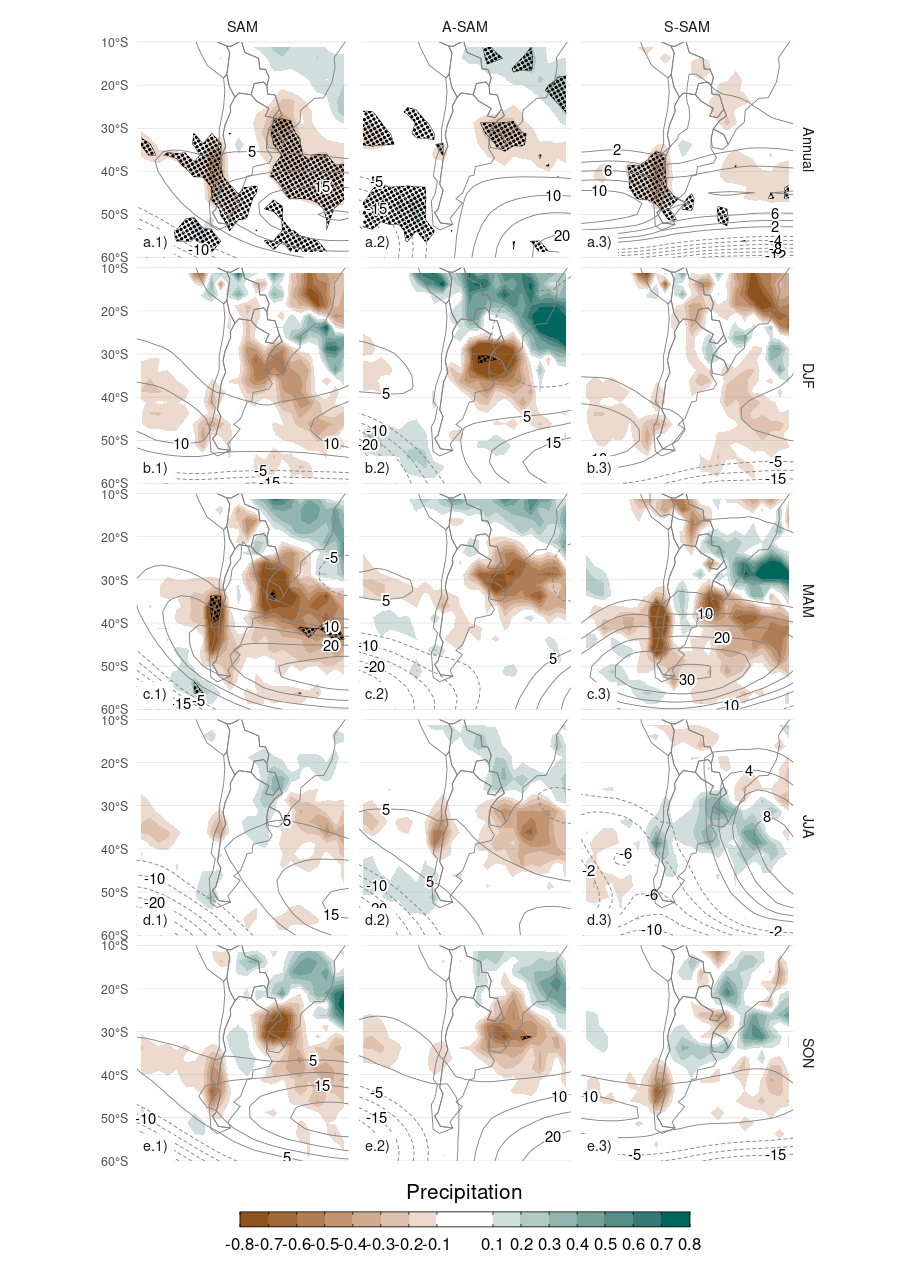 SAM A-SAM S-SAM
10°S
20°S
30°S
40°S
50°S
60°S
5
15
-10
a.1)
-5
15
10
20
a.2)
2
6
10
6
2
-4
-8
-12
a.3)
Annual
10°S
20°S
30°S
40°S
50°S
60°S
10
10
-5
-15
b.1)
5
-10
-20
5
15
b.2)
-5
-15
b.3)
DJF
10°S
20°S
30°S
40°S
50°S
60°S
-5
10
20
-15
-5
c.1)
5
-10
-20
5
c.2)
10
20
30
10
c.3)
MAM
10°S
20°S
30°S
40°S
50°S
60°S
5
-10
-20
15
d.1)
5
-10
5
d.2)
4
8
-6
-2
-6
-10
-2
d.3)
JJA
10°S
20°S
30°S
40°S
50°S
60°S
5
15
-10
5
e.1)
-5
-15
10
20
e.2)
10
-5
-15
e.3)
SON
Precipitation
-0.8 -0.7 -0.6 -0.5 -0.4 -0.3 -0.2 -0.1 0.1 0.2 0.3 0.4 0.5 0.6 0.7 0.8